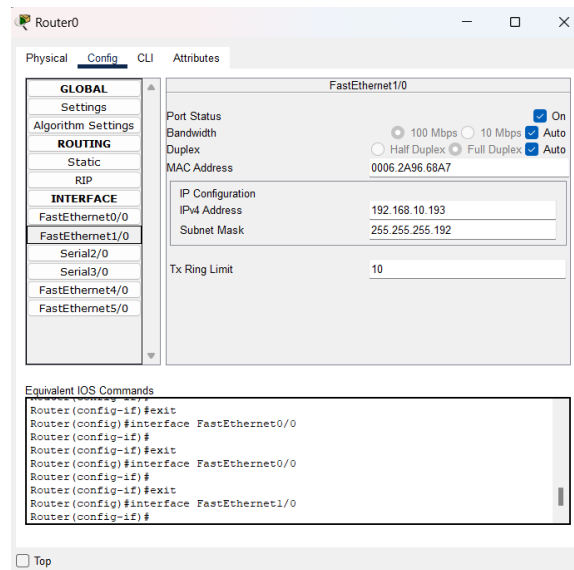 Router0
Physical Config CLI Attributes
GLOBAL
Settings
Algorithm Settings
ROUTING
Static
RIP
INTERFACE
FastEthernet0/0
FastEthernet1/0
Serial2/0
Serial3/0
FastEthernet4/0
FastEthernet5/0
FastEthernet1/0
Port Status On
Bandwidth 100 Mbps 10 Mbps Auto
Duplex Half Duplex Full Duplex Auto
MAC Address 0006.2A96.68A7
IP Configuration
IPv4 Address 192.168.10.193
Subnet Mask 255.255.255.192
Tx Ring Limit 10
Equivalent IOS Commands
Router(config-if)#exit
Router(config)#interface FastEthernet0/0
Router(config-if)#
Router(config-if)#exit
Router(config)#interface FastEthernet0/0
Router(config-if)#
Router(config-if)#exit
Router(config)#interface FastEthernet1/0
Router(config-if)#
Top